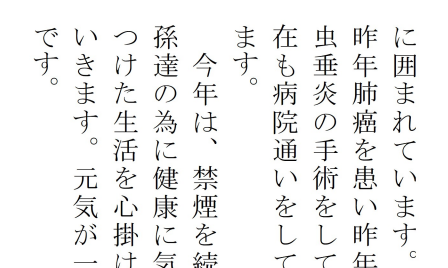 に囲まれています。
昨年肺癌を患い昨年
虫垂炎の手術をして
在も病院通いをして
ます。
今年は、禁煙を続
孫達の為に健康に気
つけた生活を心掛け
いきます。元気が一
です。